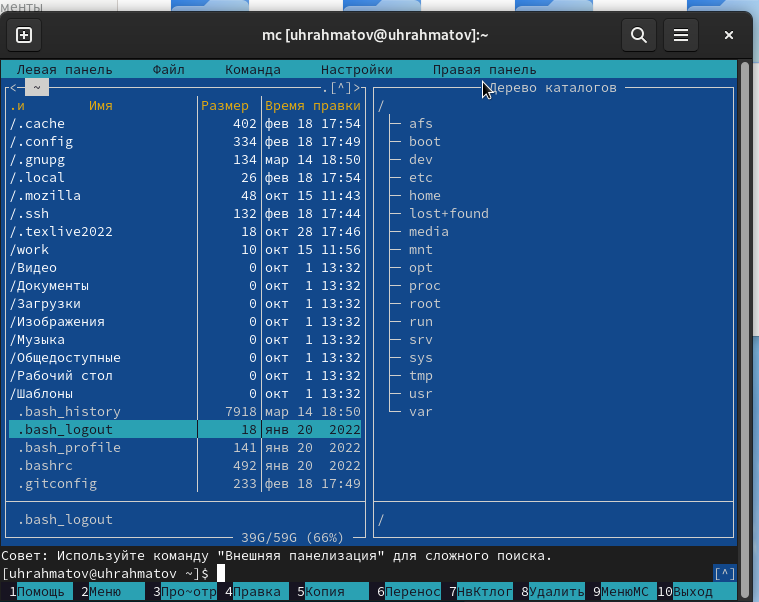 менты
mc [uhrahmatov@uhrahmatov]:~
Левая панель Файл Команда Настройки Правая панель
<─ ~ .[^]> Дерево каталогов
.и Имя Размер Время правки /
/.cache 402 фев 18 17:54 afs
/.config 334 фев 18 17:49 boot
/.gnupg 134 мар 14 18:50 dev
/.local 26 фев 18 17:54 etc
/.mozilla 48 окт 15 11:43 home
/.ssh 132 фев 18 17:44 lost+found
/.texlive2022 18 окт 28 17:46 media
/work 10 окт 15 11:56 mnt
/Видео 0 окт 1 13:32 opt
/Документы 0 окт 1 13:32 proc
/Загрузки 0 окт 1 13:32 root
/Изображения 0 окт 1 13:32 run
/Музыка 0 окт 1 13:32 srv
/Общедоступные 0 окт 1 13:32 sys
/Рабочий стол 0 окт 1 13:32 tmp
/Шаблоны 0 окт 1 13:32 usr
.bash_history 7918 мар 14 18:50 var
.bash_logout 18 янв 20 2022
.bash_profile 141 янв 20 2022
.bashrc 492 янв 20 2022
.gitconfig 233 фев 18 17:49
.bash_logout /
39G/59G (66%)
Совет: Используйте команду "Внешняя панелизация" для сложного поиска.
[uhrahmatov@uhrahmatov ~]$ [^]
1Помощь 2Меню 3Про~отр 4Правка 5Копия 6Перенос 7НвКтлог 8Удалить 9МенюМС 10Выход